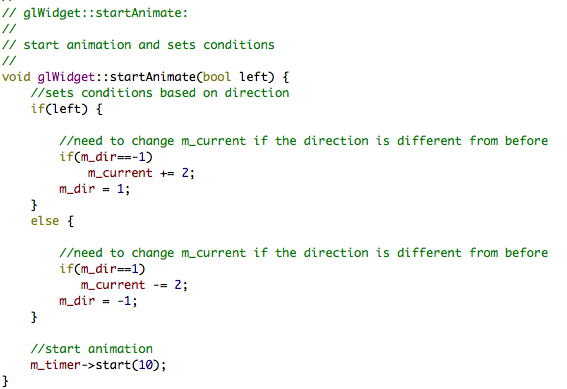 //
// glWidget::startAnimate:
//
// start animation and sets conditions
//
void glWidget::startAnimate(bool left) {
    //sets conditions based on direction
    if(left) {

        //need to change m_current if the direction is different from before
        if(m_dir==-1)
            m_current += 2;
        m_dir = 1;
    }
    else {

        //need to change m_current if the direction is different from before
        if(m_dir==1)
           m_current -= 2;
        m_dir = -1;
    }

    //start animation
    m_timer->start(10);
}